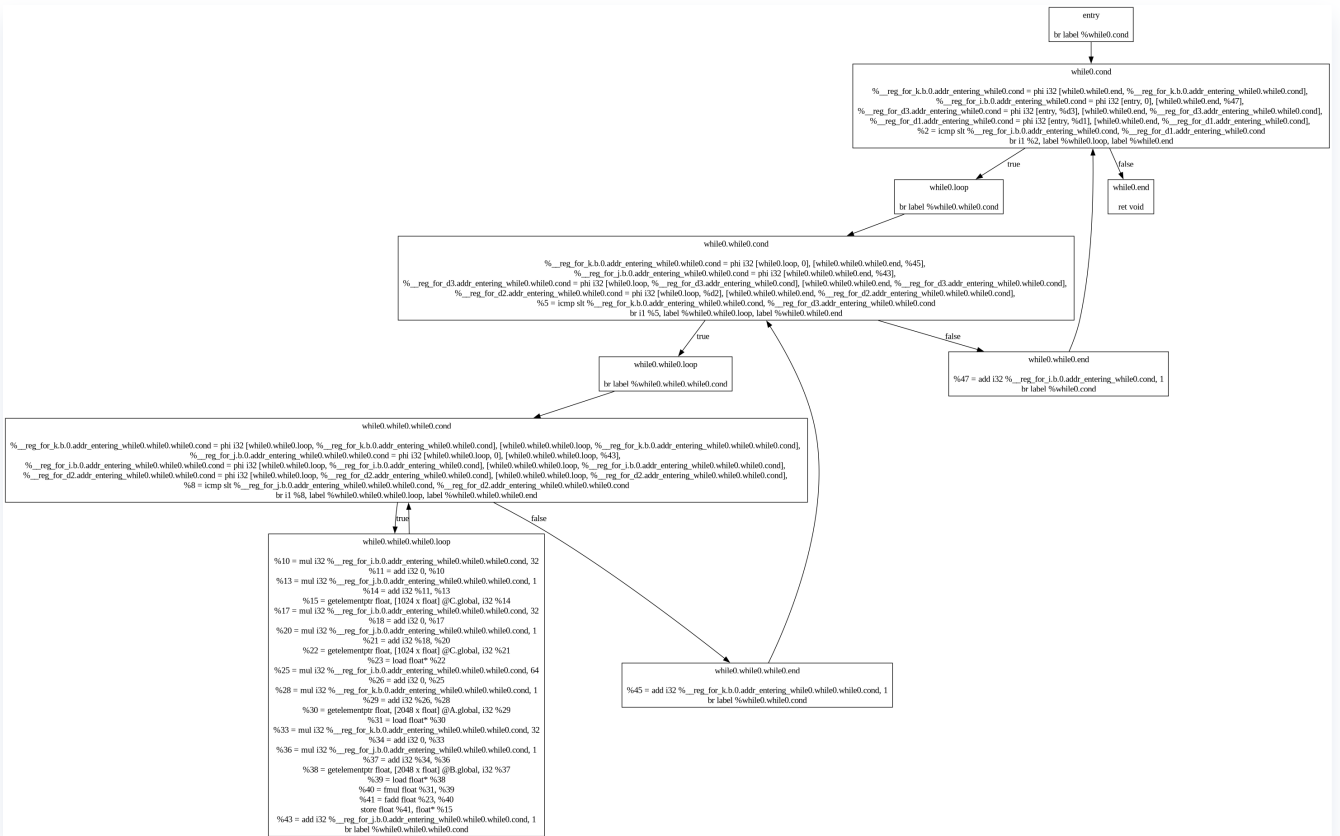 entry
br label %while0.cond
while0.cond
%__reg_for_k.b.0.addr_entering_while0.cond = phi i32 [while0.while0.end, %__reg_for_k.b.0.addr_entering_while0.while0.cond],
%__reg_for_i.b.0.addr_entering_while0.cond = phi i32 [entry, 0], [while0.while0.end, %47],
%__reg_for_d3.addr_entering_while0.cond = phi i32 [entry, %d3], [while0.while0.end, %__reg_for_d3.addr_entering_while0.while0.cond],
%__reg_for_d1.addr_entering_while0.cond = phi i32 [entry, %d1], [while0.while0.end, %__reg_for_d1.addr_entering_while0.cond],
%2 = icmp slt %__reg_for_i.b.0.addr_entering_while0.cond, %__reg_for_d1.addr_entering_while0.cond
br i1 %2, label %while0.loop, label %while0.end
true
false
while0.loop
br label %while0.while0.cond
while0.end
ret void
while0.while0.cond
%__reg_for_k.b.0.addr_entering_while0.while0.cond = phi i32 [while0.loop, 0], [while0.while0.while0.end, %45],
%__reg_for_j.b.0.addr_entering_while0.while0.cond = phi i32 [while0.while0.while0.end, %43],
%__reg_for_d3.addr_entering_while0.while0.cond = phi i32 [while0.loop, %__reg_for_d3.addr_entering_while0.cond], [while0.while0.while0.end, %__reg_for_d3.addr_entering_while0.while0.cond],
%__reg_for_d2.addr_entering_while0.while0.cond = phi i32 [while0.loop, %d2], [while0.while0.while0.end, %__reg_for_d2.addr_entering_while0.while0.while0.cond],
%5 = icmp slt %__reg_for_k.b.0.addr_entering_while0.while0.cond, %__reg_for_d3.addr_entering_while0.while0.cond
br i1 %5, label %while0.while0.loop, label %while0.while0.end
true
false
while0.while0.loop
br label %while0.while0.while0.cond
while0.while0.end
%47 = add i32 %__reg_for_i.b.0.addr_entering_while0.cond, 1
br label %while0.cond
while0.while0.while0.cond
%__reg_for_k.b.0.addr_entering_while0.while0.while0.cond = phi i32 [while0.while0.loop, %__reg_for_k.b.0.addr_entering_while0.while0.cond], [while0.while0.while0.loop, %__reg_for_k.b.0.addr_entering_while0.while0.while0.cond],
%__reg_for_j.b.0.addr_entering_while0.while0.while0.cond = phi i32 [while0.while0.loop, 0], [while0.while0.while0.loop, %43],
%__reg_for_i.b.0.addr_entering_while0.while0.while0.cond = phi i32 [while0.while0.loop, %__reg_for_i.b.0.addr_entering_while0.cond], [while0.while0.while0.loop, %__reg_for_i.b.0.addr_entering_while0.while0.while0.cond],
%__reg_for_d2.addr_entering_while0.while0.while0.cond = phi i32 [while0.while0.loop, %__reg_for_d2.addr_entering_while0.while0.cond], [while0.while0.while0.loop, %__reg_for_d2.addr_entering_while0.while0.while0.cond],
%8 = icmp slt %__reg_for_j.b.0.addr_entering_while0.while0.while0.cond, %__reg_for_d2.addr_entering_while0.while0.while0.cond
br i1 %8, label %while0.while0.while0.loop, label %while0.while0.while0.end
true
false
while0.while0.while0.loop
%10 = mul i32 %__reg_for_i.b.0.addr_entering_while0.while0.while0.cond, 32
%11 = add i32 0, %10
%13 = mul i32 %__reg_for_j.b.0.addr_entering_while0.while0.while0.cond, 1
%14 = add i32 %11, %13
%15 = getelementptr float, [1024 x float] @C.global, i32 %14
%17 = mul i32 %__reg_for_i.b.0.addr_entering_while0.while0.while0.cond, 32
%18 = add i32 0, %17
%20 = mul i32 %__reg_for_j.b.0.addr_entering_while0.while0.while0.cond, 1
%21 = add i32 %18, %20
%22 = getelementptr float, [1024 x float] @C.global, i32 %21
%23 = load float* %22
%25 = mul i32 %__reg_for_i.b.0.addr_entering_while0.while0.while0.cond, 64
%26 = add i32 0, %25
%28 = mul i32 %__reg_for_k.b.0.addr_entering_while0.while0.while0.cond, 1
%29 = add i32 %26, %28
%30 = getelementptr float, [2048 x float] @A.global, i32 %29
%31 = load float* %30
%33 = mul i32 %__reg_for_k.b.0.addr_entering_while0.while0.while0.cond, 32
%34 = add i32 0, %33
%36 = mul i32 %__reg_for_j.b.0.addr_entering_while0.while0.while0.cond, 1
%37 = add i32 %34, %36
%38 = getelementptr float, [2048 x float] @B.global, i32 %37
%39 = load float* %38
%40 = fmul float %31, %39
%41 = fadd float %23, %40
store float %41, float* %15
%43 = add i32 %__reg_for_j.b.0.addr_entering_while0.while0.while0.cond, 1
br label %while0.while0.while0.cond
while0.while0.while0.end
%45 = add i32 %__reg_for_k.b.0.addr_entering_while0.while0.while0.cond, 1
br label %while0.while0.cond